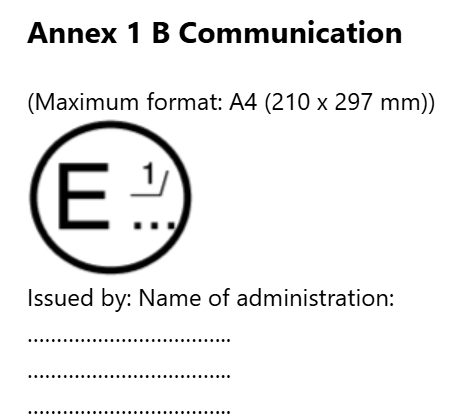 Annex 1 B Communication
(Maximum format: A4 (210 x 297 mm))
E 1/
...
Issued by: Name of administration:
...................................
...................................
...................................